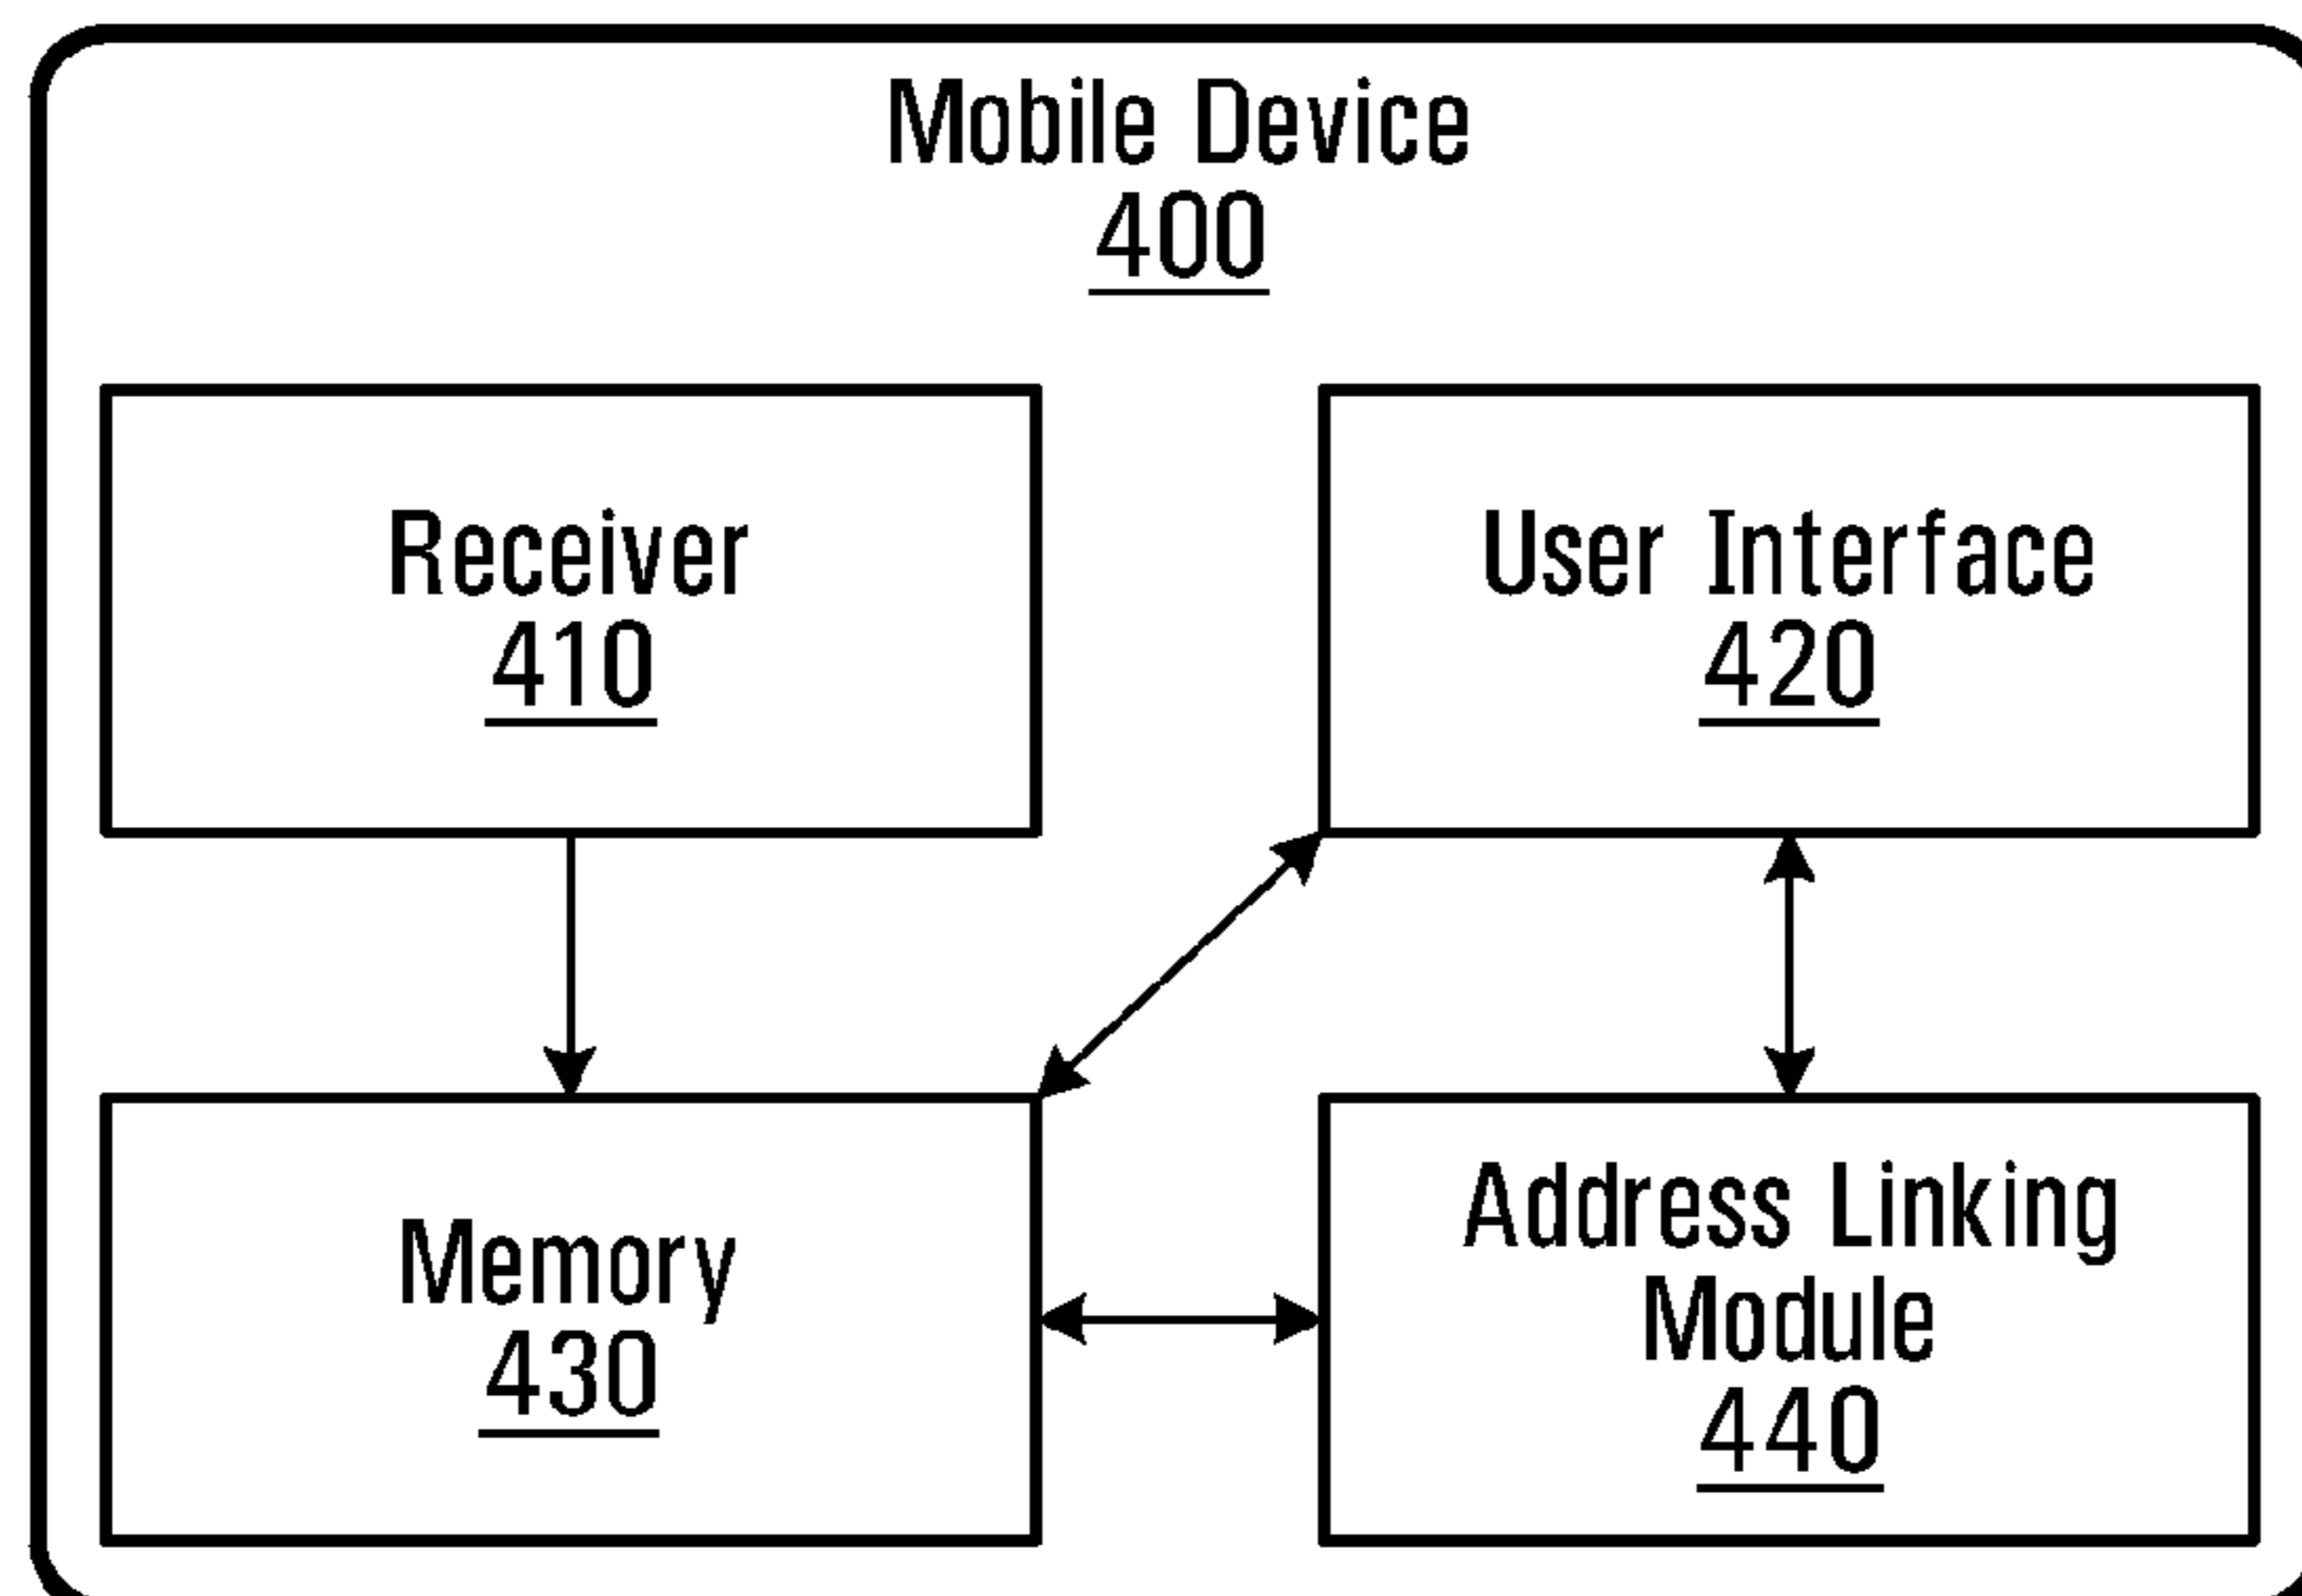 Mobile Device
400
Receiver
410
User Interface
420
Memory
430
Address Linking
Module
440